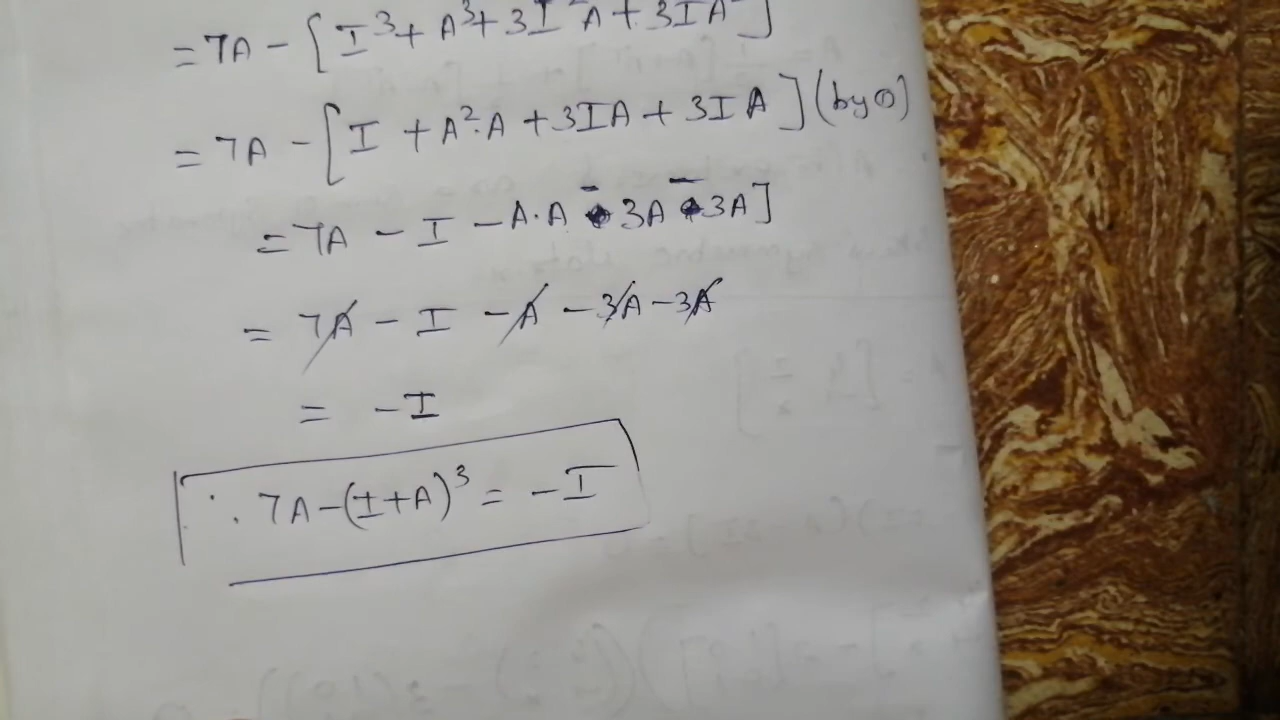 = 7A - [I³ + A³ + 3I²A + 3IA²]
= 7A - [I + A²·A + 3IA + 3IA] (by ①)
= 7A - I - A·A - 3A - 3A]
= 7A - I - A - 3A - 3A
= -I
∴ 7A - (I+A)³ = -I